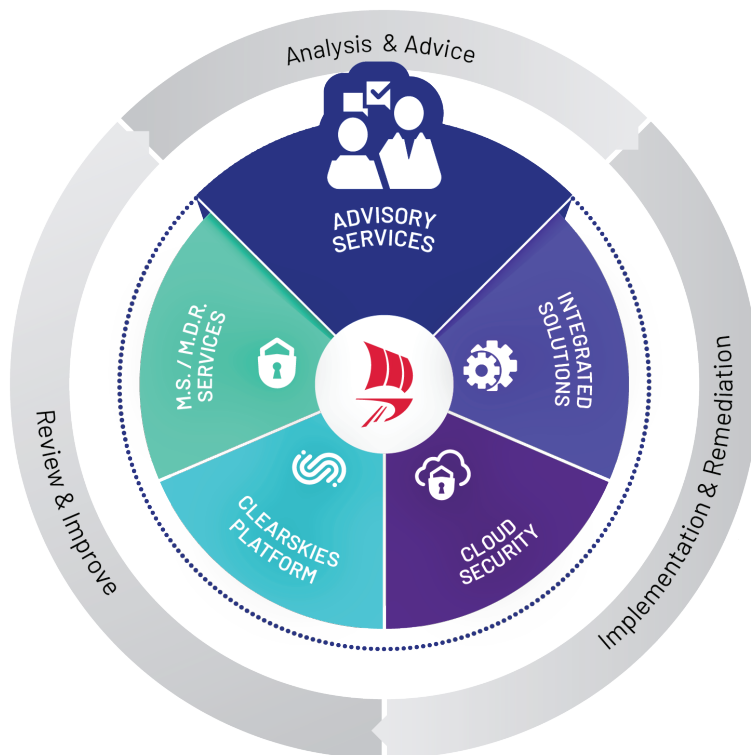 Analysis & Advice
ADVISORY
SERVICES
INTEGRATED
SOLUTIONS
CLOUD
SECURITY
CLEARSKIES
PLATFORM
M.S. / M.D.R.
SERVICES
Implementation & Remediation
Review & Improve